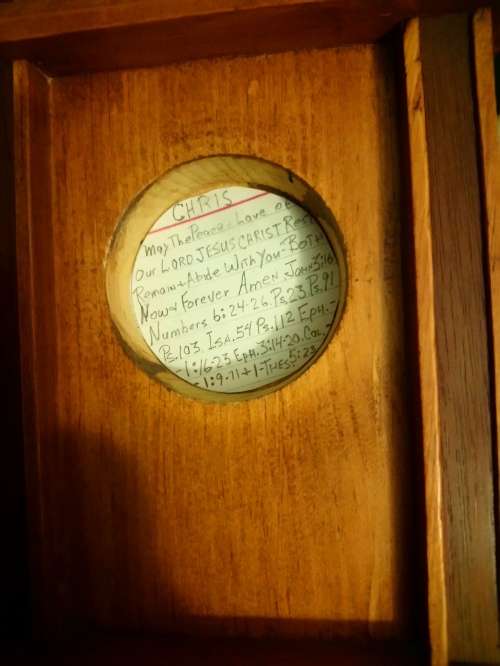 CHRIS
May The Peace, Love of
Our LORD JESUS CHRIST Rest
Remain + Abide With You Both
Now + Forever Amen John 3:16
Numbers 6:24-26. Ps. 23. Ps. 91
Ps. 103. Isa. 54 Ps. 112 Eph. -
-1:16-23 Eph. 3:14-20. Col. -
-1:9-11 + 1-Thes. 5:23